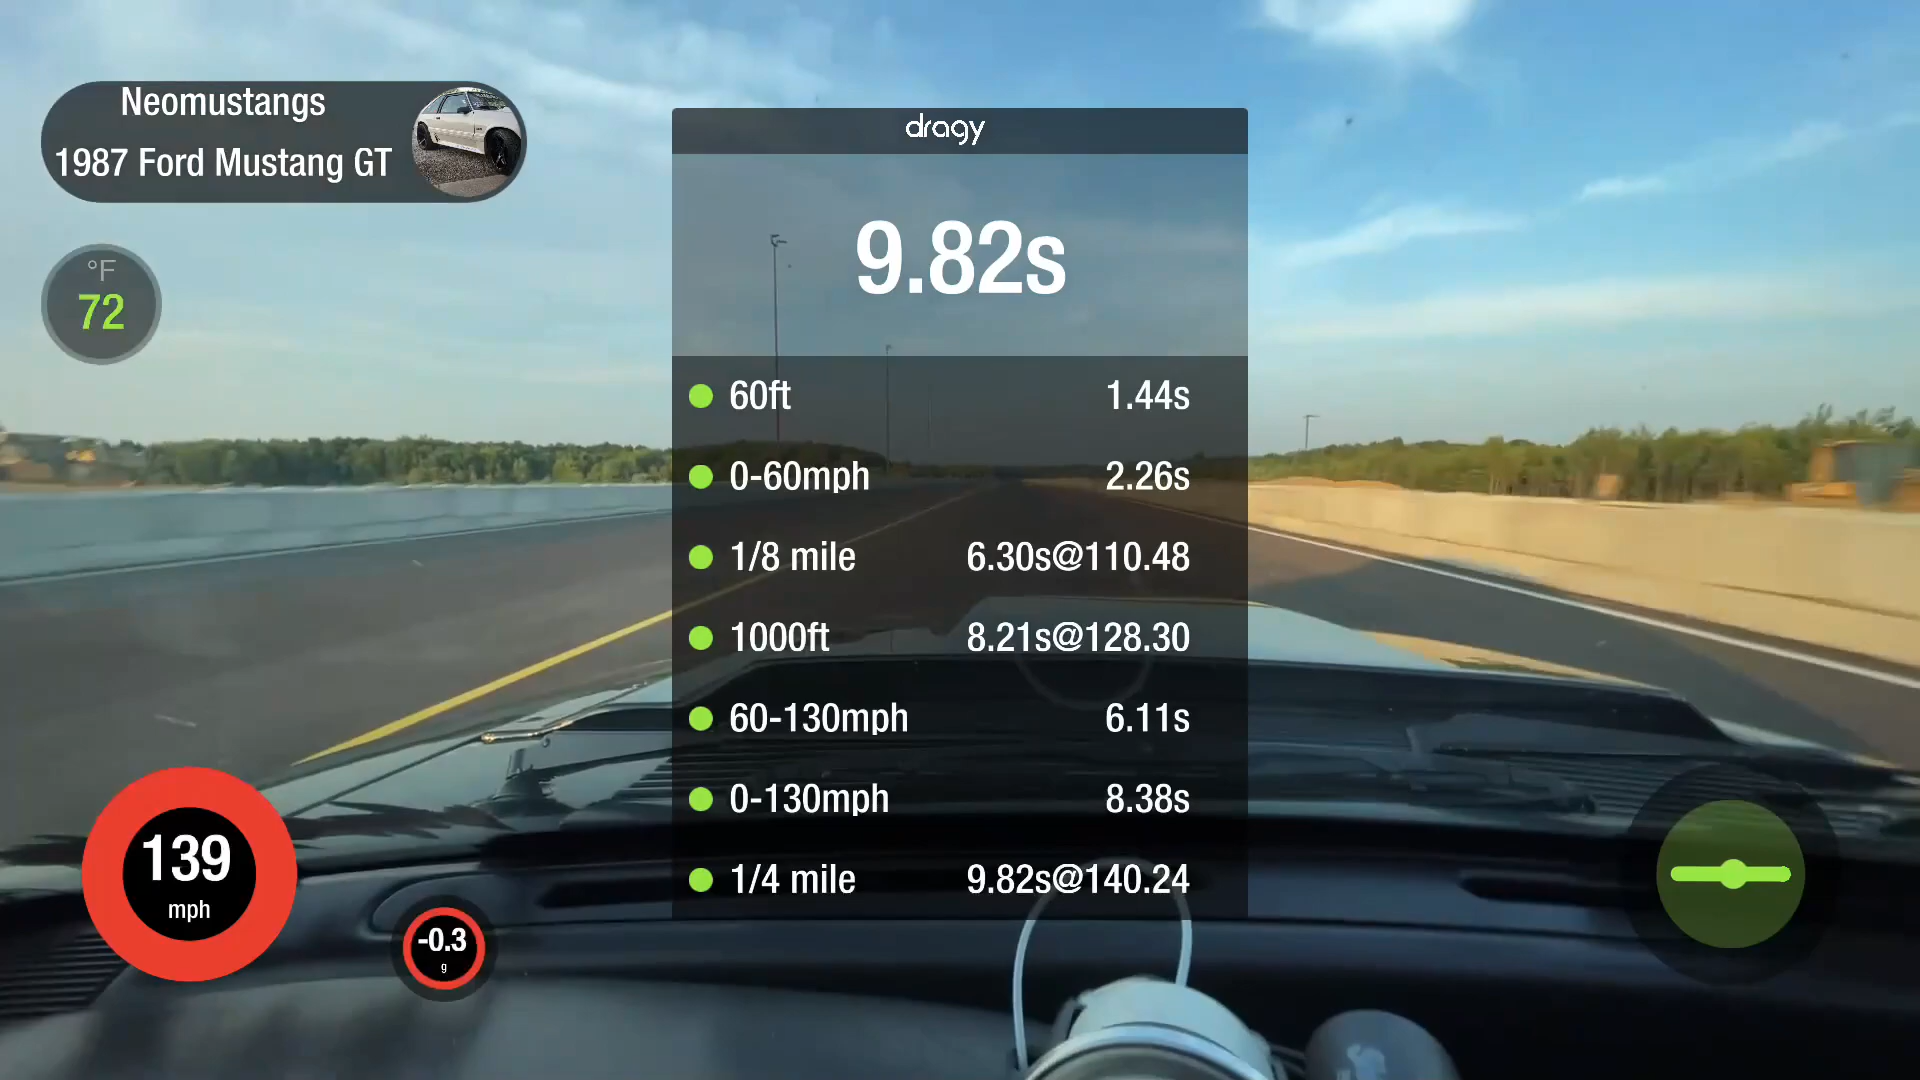 Neomustangs
1987 Ford Mustang GT
°F
72
dragy
9.82s
60ft 1.44s
0-60mph 2.26s
1/8 mile 6.30s@110.48
1000ft 8.21s@128.30
60-130mph 6.11s
0-130mph 8.38s
1/4 mile 9.82s@140.24
139
mph
-0.3
g